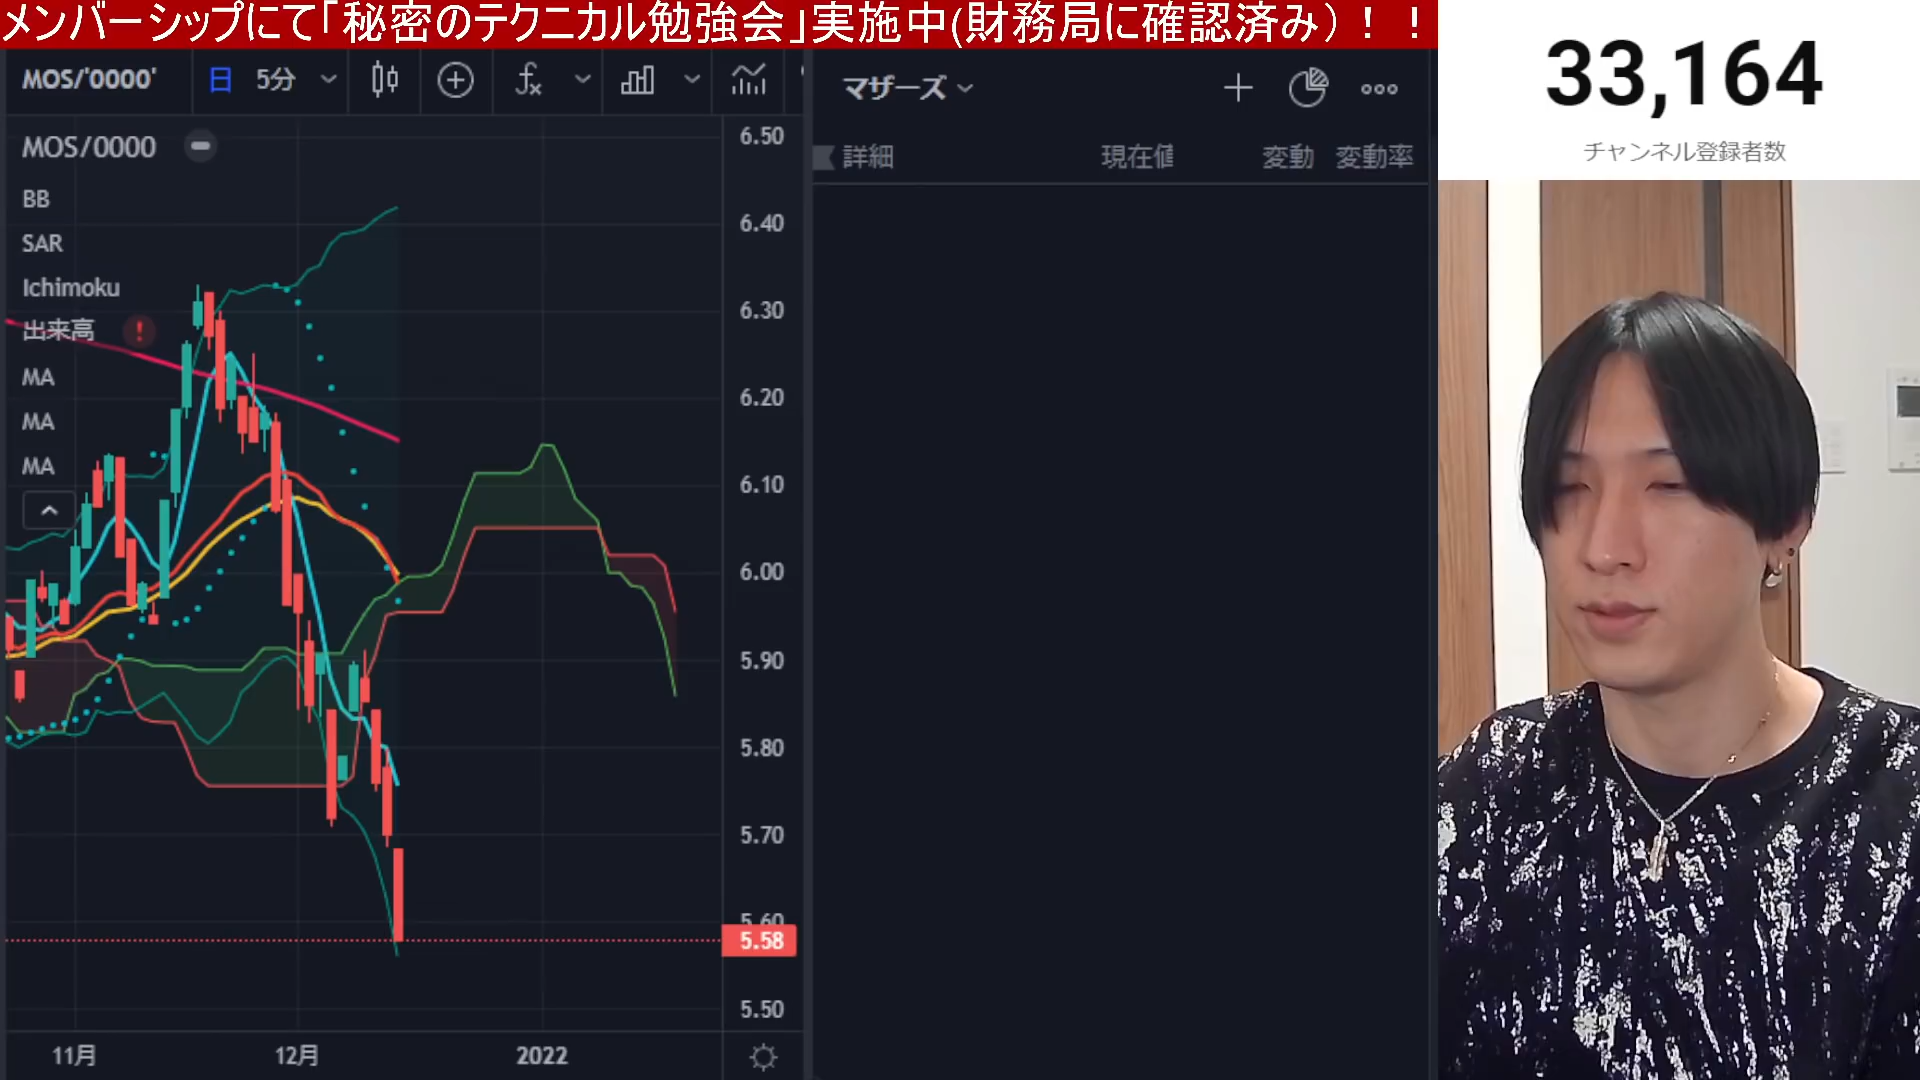 メンバーシップにて「秘密のテクニカル勉強会」実施中(財務局に確認済み)！！
33,164
チャンネル登録者数
MOS/'0000' 日 5分
マザーズ
MOS/0000
詳細 現在値 変動 変動率
BB
SAR
Ichimoku
出来高
MA
MA
MA
6.50
6.40
6.30
6.20
6.10
6.00
5.90
5.80
5.70
5.60
5.58
5.50
11月 12月 2022